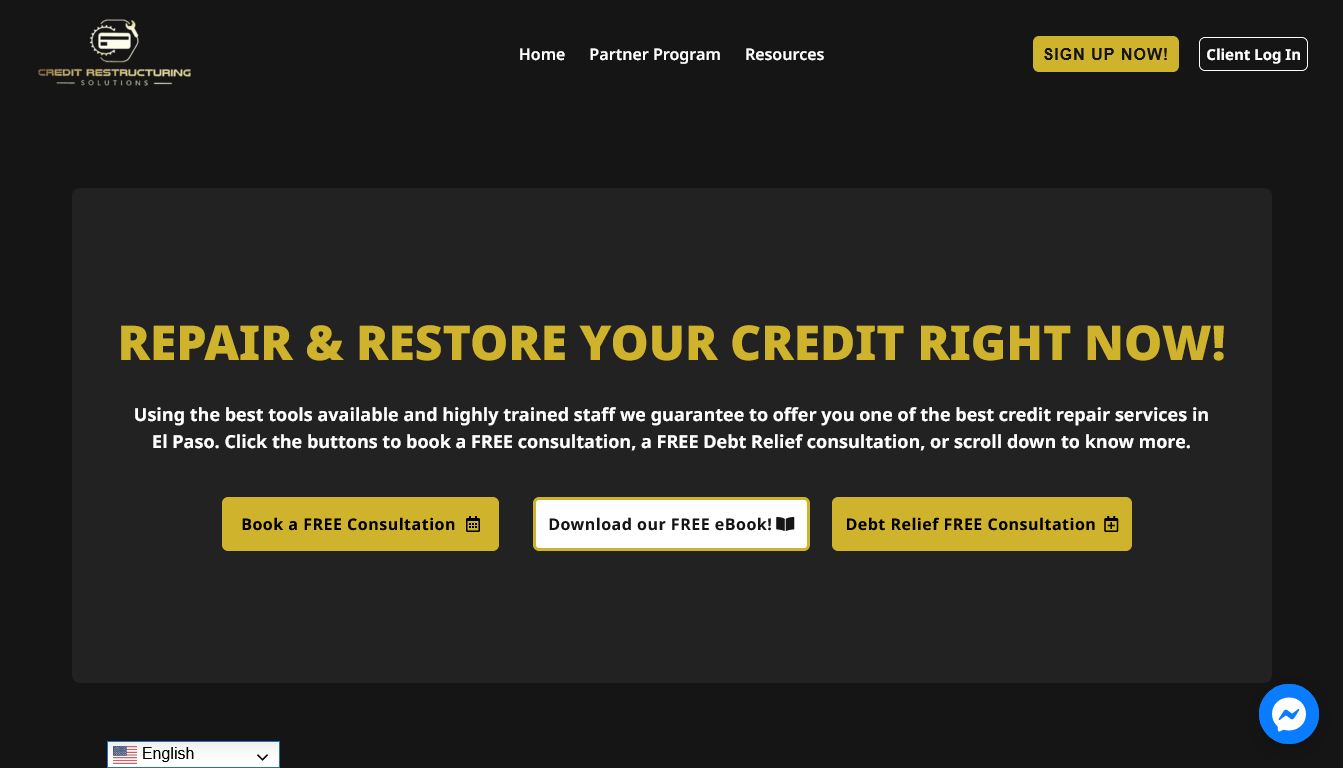 CREDIT RESTRUCTURING
SOLUTIONS
Home Partner Program Resources
SIGN UP NOW! Client Log In
REPAIR & RESTORE YOUR CREDIT RIGHT NOW!
Using the best tools available and highly trained staff we guarantee to offer you one of the best credit repair services in
El Paso. Click the buttons to book a FREE consultation, a FREE Debt Relief consultation, or scroll down to know more.
Book a FREE Consultation Download our FREE eBook! Debt Relief FREE Consultation
English